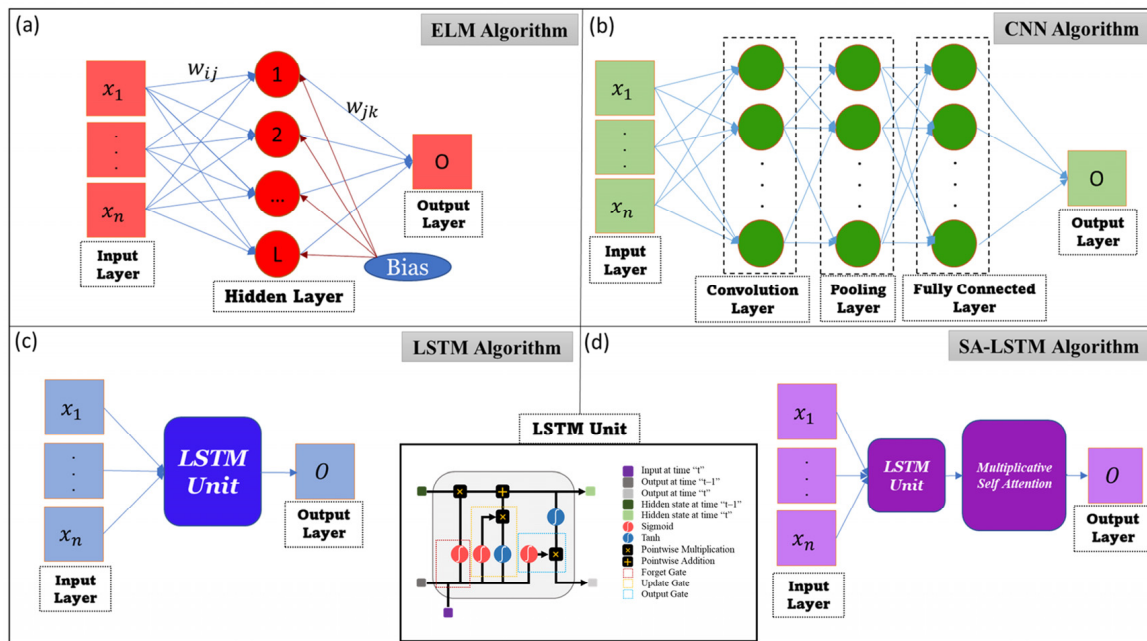 (a)
ELM Algorithm
w_{ij}
w_{jk}
x_1
.
.
.
x_n
1
2
...
L
O
Input
Layer
Hidden Layer
Output
Layer
Bias
(b)
CNN Algorithm
x_1
.
.
.
x_n
.
.
.
.
.
.
.
.
.
O
Input
Layer
Convolution
Layer
Pooling
Layer
Fully Connected
Layer
Output
Layer
(c)
LSTM Algorithm
x_1
.
.
.
x_n
Input
Layer
LSTM
Unit
O
Output
Layer
LSTM Unit
Input at time "t"
Output at time "t–1"
Output at time "t"
Hidden state at time "t–1"
Hidden state at time "t"
Sigmoid
Tanh
Pointwise Multiplication
Pointwise Addition
Forget Gate
Update Gate
Output Gate
(d)
SA-LSTM Algorithm
x_1
.
.
.
x_n
Input
Layer
LSTM
Unit
Multiplicative
Self Attention
O
Output
Layer